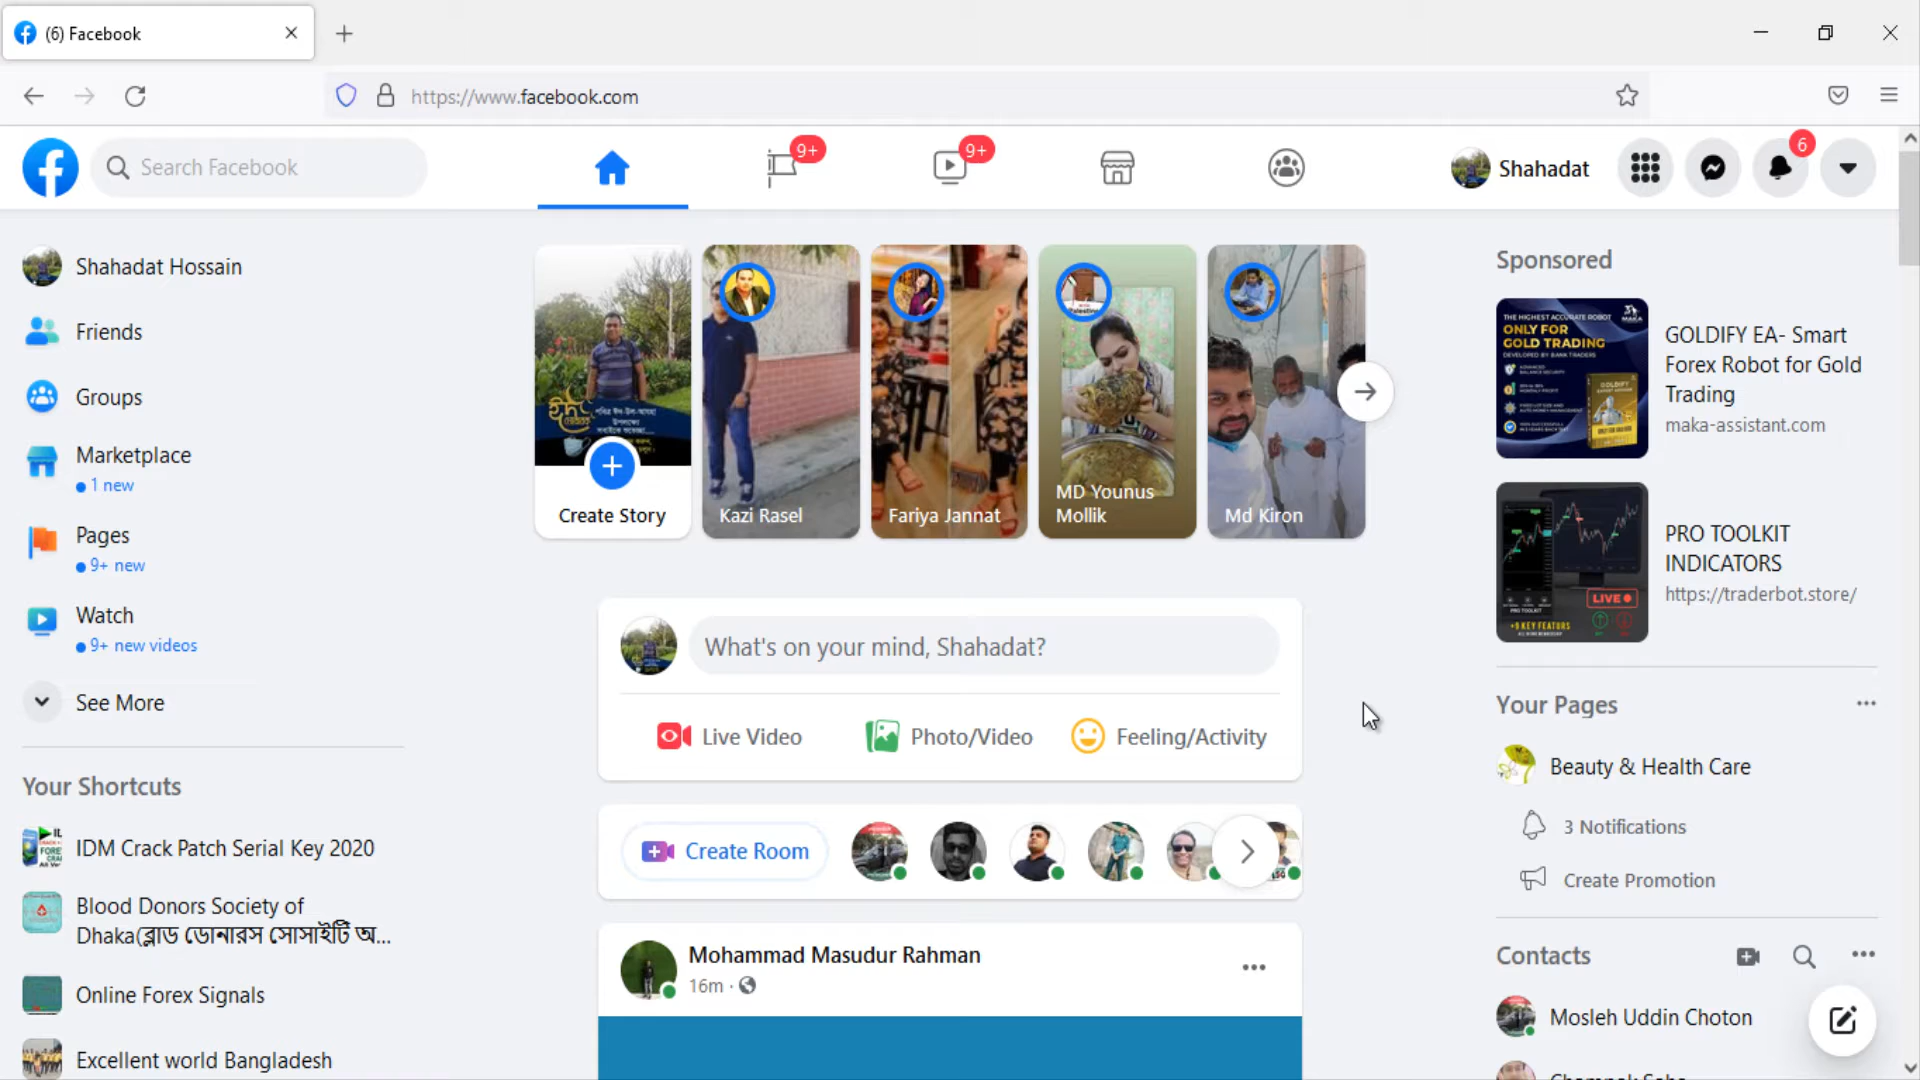 (6) Facebook
https://www.facebook.com
Search Facebook
9+
9+
Shahadat
6
Shahadat Hossain
Friends
Groups
Marketplace
1 new
Pages
9+ new
Watch
9+ new videos
See More
Your Shortcuts
IDM Crack Patch Serial Key 2020
Blood Donors Society of
Dhaka(ব্লাড ডোনারস সোসাইটি অ...
Online Forex Signals
Excellent world Bangladesh
Create Story
Kazi Rasel
Fariya Jannat
MD Younus
Mollik
Md Kiron
What's on your mind, Shahadat?
Live Video
Photo/Video
Feeling/Activity
Create Room
Mohammad Masudur Rahman
16m
Sponsored
THE HIGHEST ACCURATE ROBOT
ONLY FOR
GOLD TRADING
DEVELOPED BY BANK TRADERS
MAKA
GOLDIFY
GOLDIFY EA- Smart
Forex Robot for Gold
Trading
maka-assistant.com
LIVE
PRO TOOLKIT
+9 KEY FEATURS
PRO TOOLKIT
INDICATORS
https://traderbot.store/
Your Pages
Beauty & Health Care
3 Notifications
Create Promotion
Contacts
Mosleh Uddin Choton